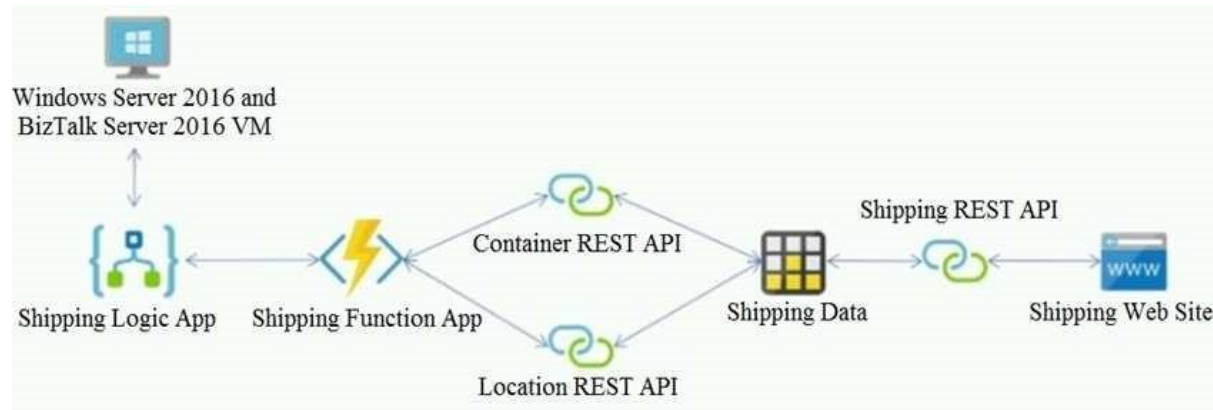 Windows Server 2016 and
BizTalk Server 2016 VM
Shipping Logic App
Shipping Function App
Container REST API
Location REST API
Shipping Data
Shipping REST API
www
Shipping Web Site